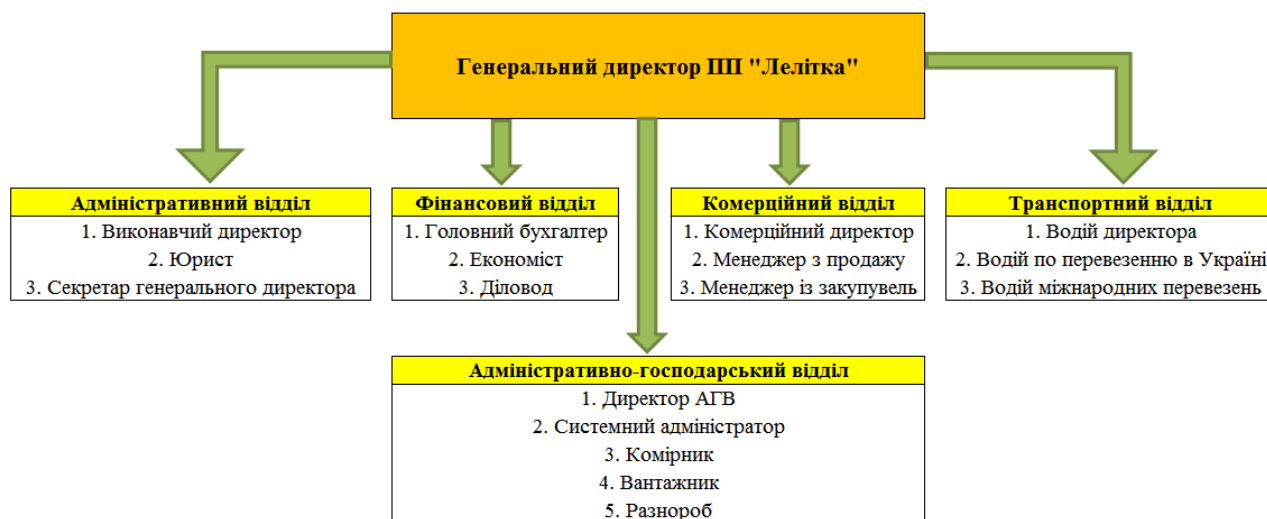 Генеральний директор ПП "Лелітка"
Адміністративний відділ
1. Виконавчий директор
2. Юрист
3. Секретар генерального директора
Фінансовий відділ
1. Головний бухгалтер
2. Економіст
3. Діловод
Комерційний відділ
1. Комерційний директор
2. Менеджер з продажу
3. Менеджер із закупувель
Транспортний відділ
1. Водій директора
2. Водій по перевезенню в Україні
3. Водій міжнародних перевезень
Адміністративно-господарський відділ
1. Директор АГВ
2. Системний адміністратор
3. Комірник
4. Вантажник
5. Разнороб